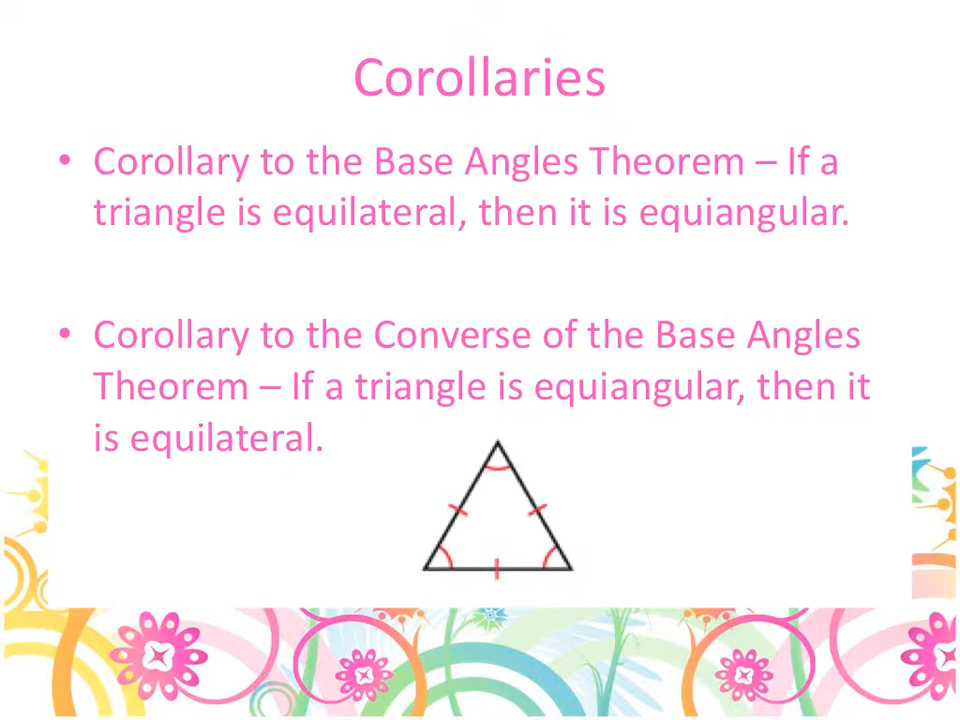 Corollaries
• Corollary to the Base Angles Theorem – If a
triangle is equilateral, then it is equiangular.
• Corollary to the Converse of the Base Angles
Theorem – If a triangle is equiangular, then it
is equilateral.